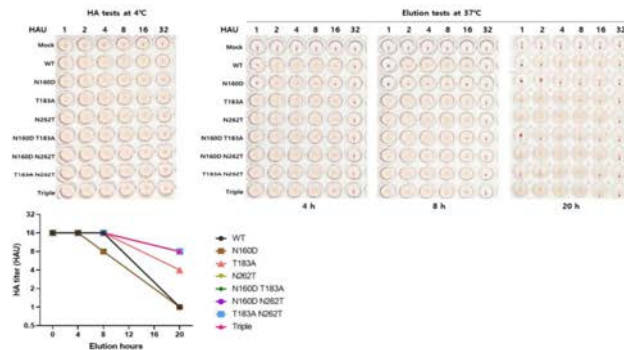 HA tests at 4℃
HAU 1 2 4 8 16 32
Mock
WT
N160D
T183A
N262T
N160D T183A
N160D N262T
T183A N262T
Triple
Elution tests at 37℃
HAU 1 2 4 8 16 32 1 2 4 8 16 32 1 2 4 8 16 32
Mock
WT
N160D
T183A
N262T
N160D T183A
N160D N262T
T183A N262T
Triple
4 h 8 h 20 h
HA titer (HAU)
32
16
8
4
2
1
0.5
0 4 8 12 16 20
Elution hours
WT
N160D
T183A
N262T
N160D T183A
N160D N262T
T183A N262T
Triple